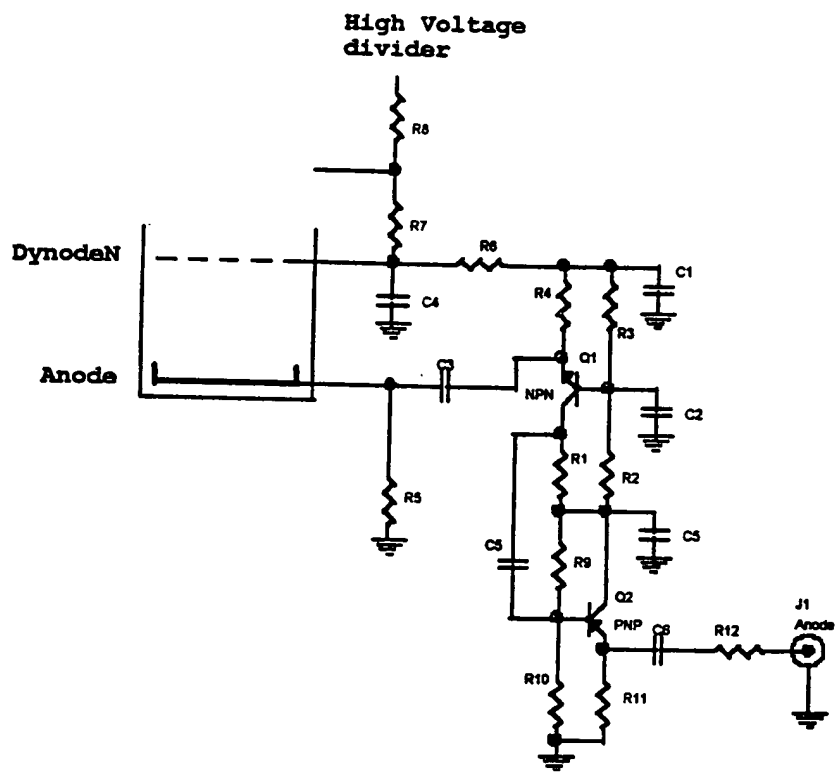 High Voltage
divider
R8
R7
DynodeN
R6
C1
R4
R3
C4
Q1
Anode
C3
NPN
C2
R1
R2
R5
C5
C5
R9
Q2
J1
Anode
PNP
C6
R12
R10
R11